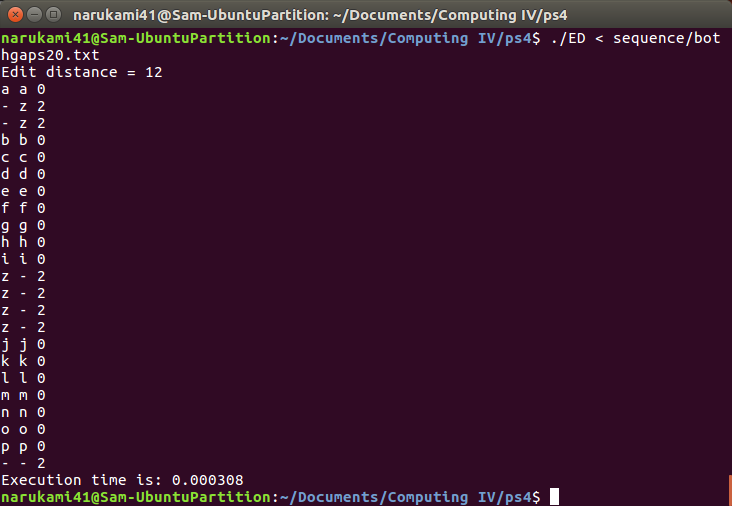 narukami41@Sam-UbuntuPartition: ~/Documents/Computing IV/ps4
narukami41@Sam-UbuntuPartition:~/Documents/Computing IV/ps4$ ./ED < sequence/bot
hgaps20.txt
Edit distance = 12
a a 0
- z 2
- z 2
b b 0
c c 0
d d 0
e e 0
f f 0
g g 0
h h 0
i i 0
z - 2
z - 2
z - 2
z - 2
j j 0
k k 0
l l 0
m m 0
n n 0
o o 0
p p 0
- - 2
Execution time is: 0.000308
narukami41@Sam-UbuntuPartition:~/Documents/Computing IV/ps4$